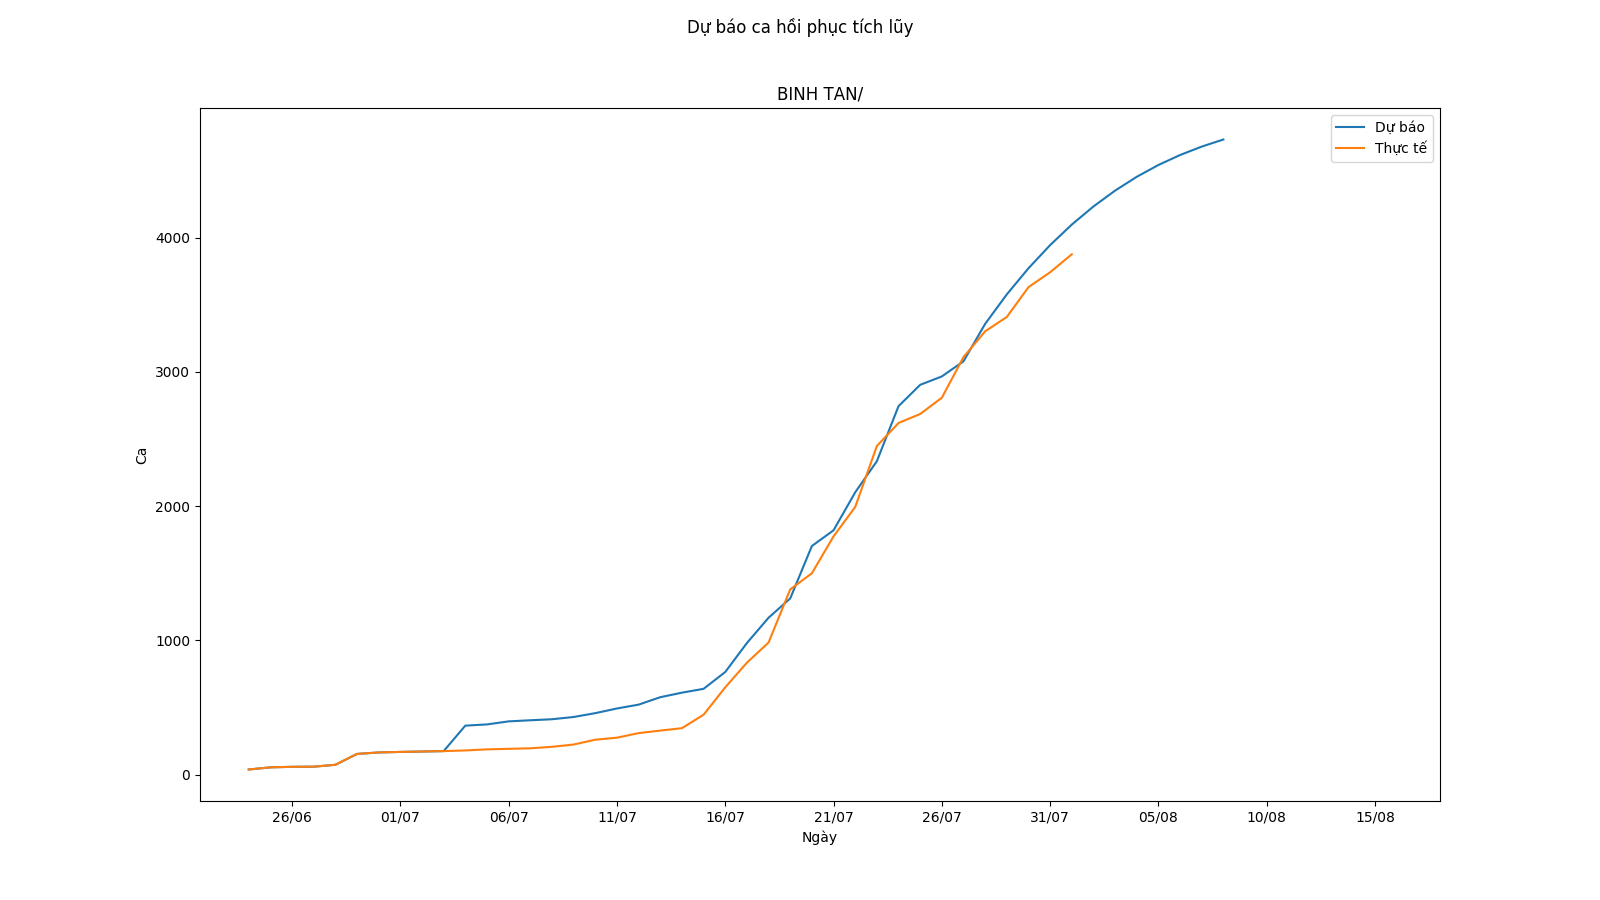 Dự báo ca hồi phục tích lũy
BINH TAN/
Dự báo
Thực tế
4000
3000
2000
1000
0
Ca
26/06
01/07
06/07
11/07
16/07
21/07
26/07
31/07
05/08
10/08
15/08
Ngày